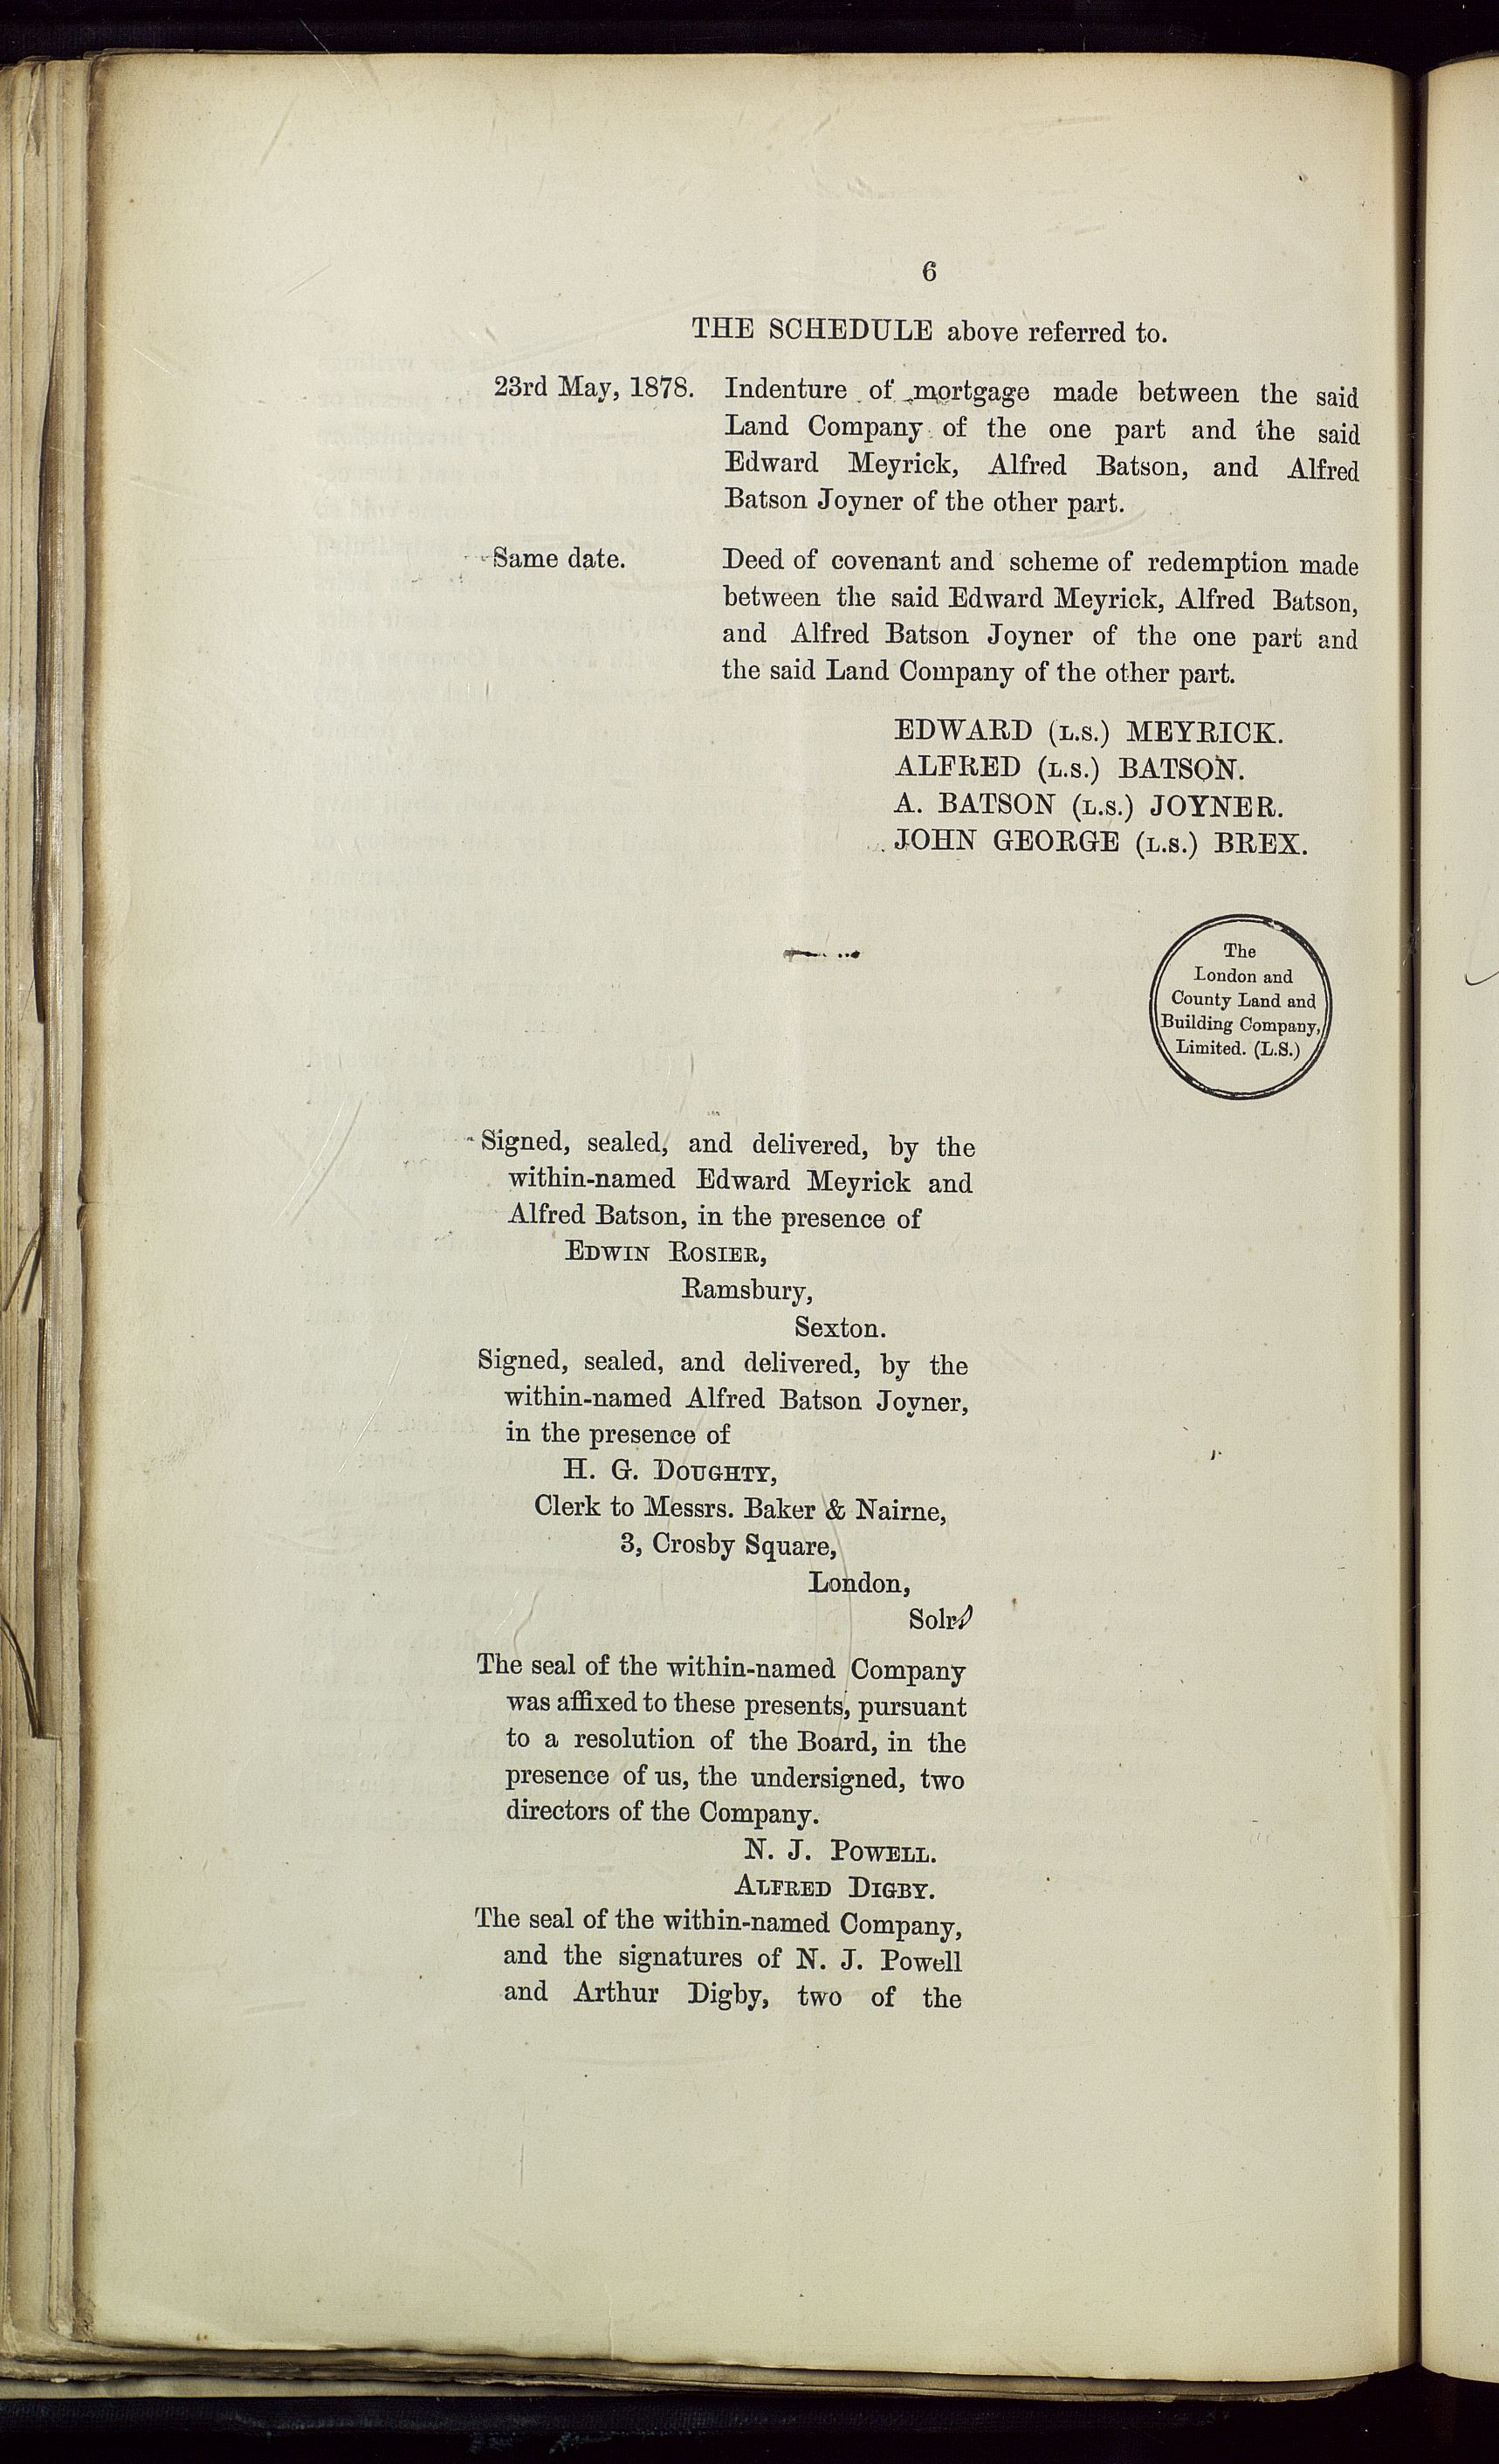 6
THE SCHEDULE above referred to.
23rd May, 1878. Indenture of mortgage made between the said
Land Company of the one part and the said
Edward Meyrick, Alfred Batson, and Alfred
Batson Joyner of the other part.
Same date. Deed of covenant and scheme of redemption made
between the said Edward Meyrick, Alfred Batson,
and Alfred Batson Joyner of the one part and
the said Land Company of the other part.
EDWARD (L.S.) MEYRICK.
ALFRED (L.S.) BATSON.
A. BATSON (L.S.) JOYNER.
JOHN GEORGE (L.S.) BREX.
The
London and
County Land and
Building Company,
Limited. (L.S.)
Signed, sealed, and delivered, by the
within-named Edward Meyrick and
Alfred Batson, in the presence of
EDWIN ROSIER,
Ramsbury,
Sexton.
Signed, sealed, and delivered, by the
within-named Alfred Batson Joyner,
in the presence of
H. G. DOUGHTY,
Clerk to Messrs. Baker & Nairne,
3, Crosby Square,
London,
Solrs
The seal of the within-named Company
was affixed to these presents, pursuant
to a resolution of the Board, in the
presence of us, the undersigned, two
directors of the Company.
N. J. POWELL.
ALFRED DIGBY.
The seal of the within-named Company,
and the signatures of N. J. Powell
and Arthur Digby, two of the